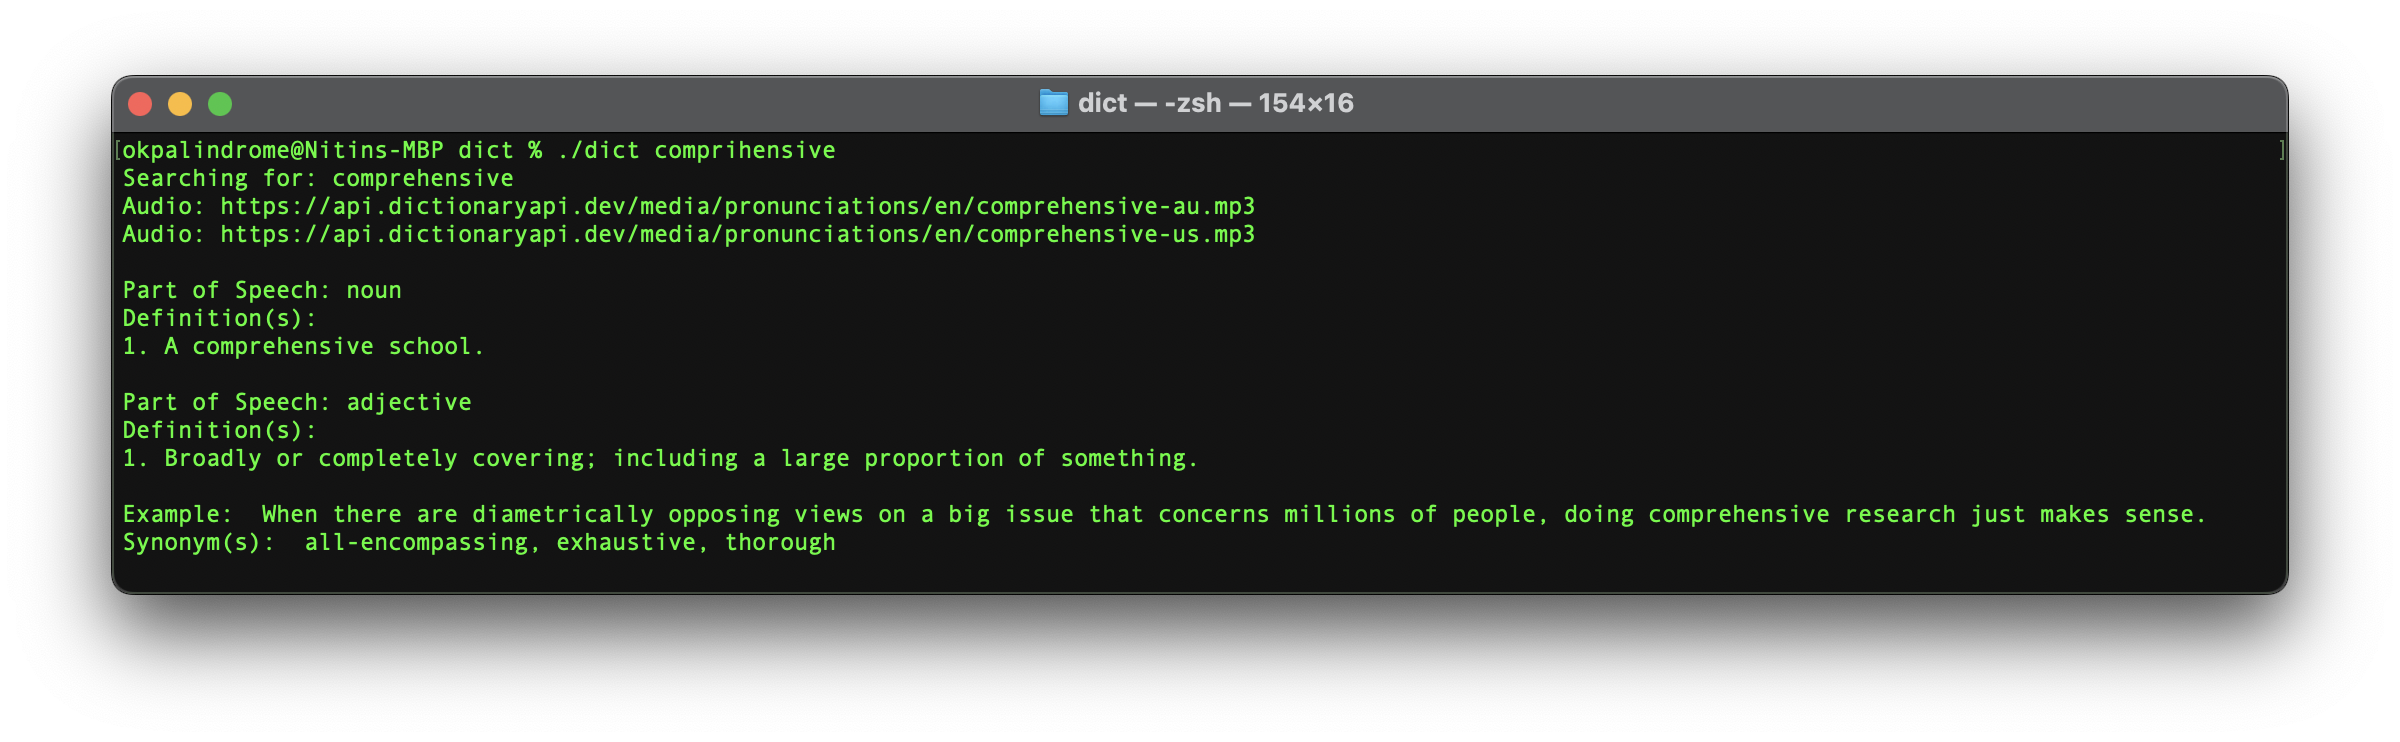 dict — -zsh — 154×16
[okpalindrome@Nitins-MBP dict % ./dict comprihensive ]
Searching for: comprehensive
Audio: https://api.dictionaryapi.dev/media/pronunciations/en/comprehensive-au.mp3
Audio: https://api.dictionaryapi.dev/media/pronunciations/en/comprehensive-us.mp3
Part of Speech: noun
Definition(s):
1. A comprehensive school.
Part of Speech: adjective
Definition(s):
1. Broadly or completely covering; including a large proportion of something.
Example:  When there are diametrically opposing views on a big issue that concerns millions of people, doing comprehensive research just makes sense.
Synonym(s):  all-encompassing, exhaustive, thorough